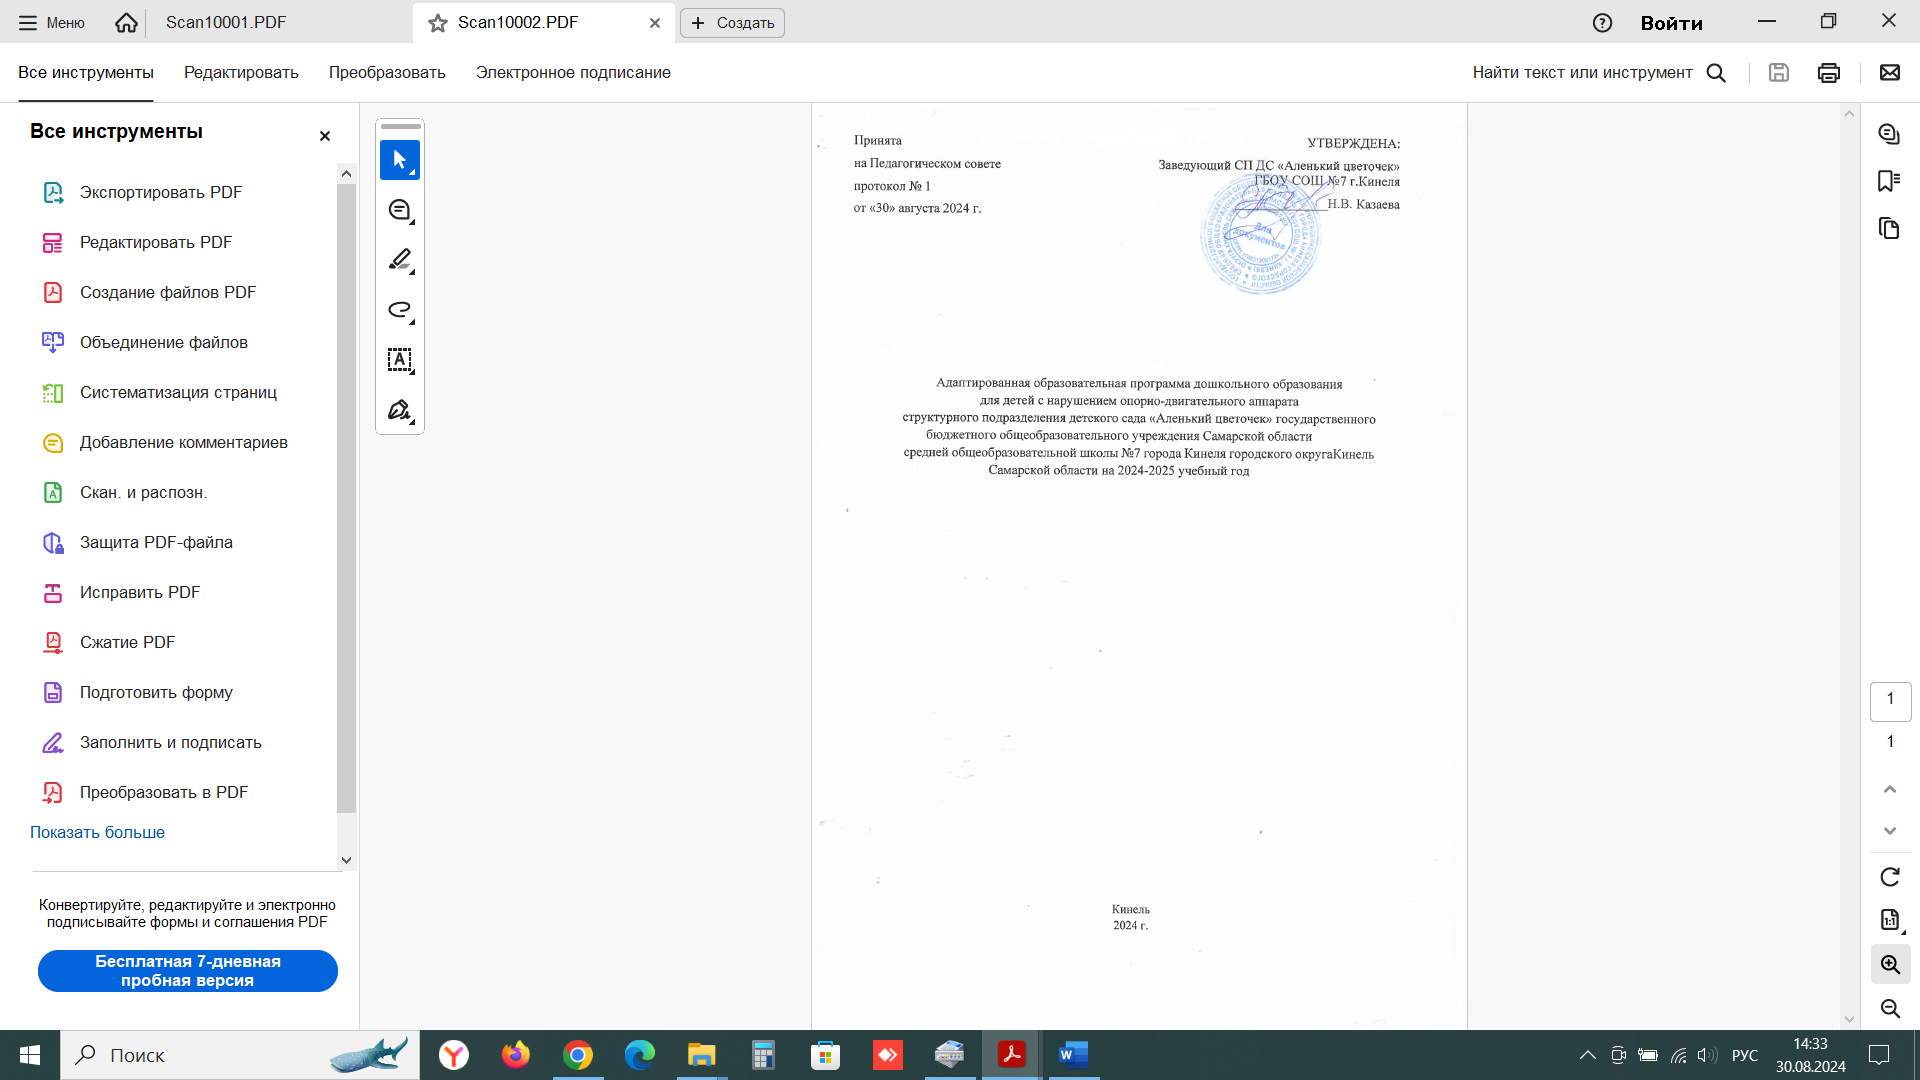 Меню
Scan10001.PDF
Scan10002.PDF
Создать
Войти
Все инструменты
Редактировать
Преобразовать
Электронное подписание
Найти текст или инструмент
Все инструменты
Экспортировать PDF
Редактировать PDF
Создание файлов PDF
Объединение файлов
Систематизация страниц
Добавление комментариев
Скан. и распозн.
Защита PDF-файла
Исправить PDF
Сжатие PDF
Подготовить форму
Заполнить и подписать
Преобразовать в PDF
Показать больше
Конвертируйте, редактируйте и электронно
подписывайте формы и соглашения PDF
Бесплатная 7-дневная
пробная версия
Принята
на Педагогическом совете
протокол № 1
от «30» августа 2024 г.
УТВЕРЖДЕНА:
Заведующий СП ДС «Аленький цветочек»
ГБОУ СОШ №7 г.Кинеля
Н.В. Казаева
Для
документов
Адаптированная образовательная программа дошкольного образования
для детей с нарушением опорно-двигательного аппарата
структурного подразделения детского сада «Аленький цветочек» государственного
бюджетного общеобразовательного учреждения Самарской области
средней общеобразовательной школы №7 города Кинеля городского округаКинель
Самарской области на 2024-2025 учебный год
Кинель
2024 г.
1
1
Поиск
РУС
14:33
30.08.2024